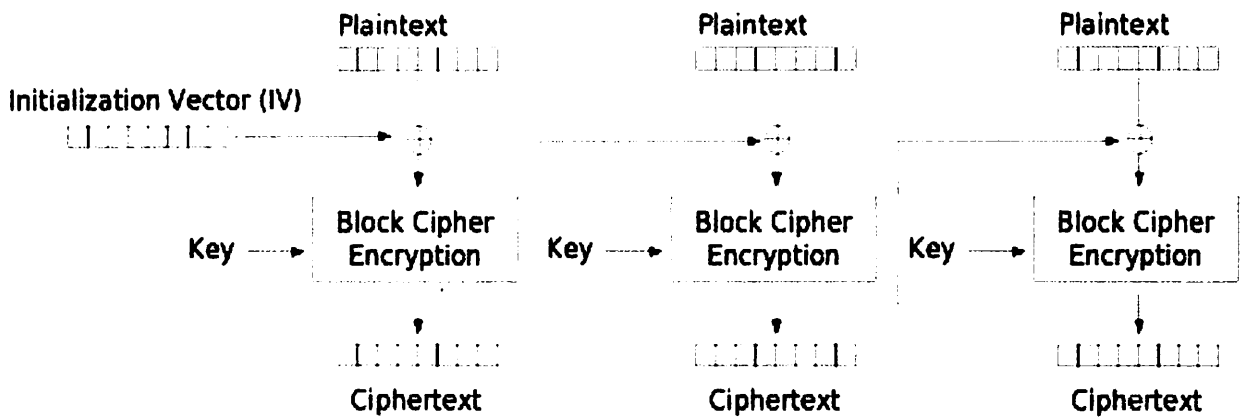 Plaintext Plaintext Plaintext
Initialization Vector (IV)
Key Block Cipher Encryption Key Block Cipher Encryption Key Block Cipher Encryption
Ciphertext Ciphertext Ciphertext